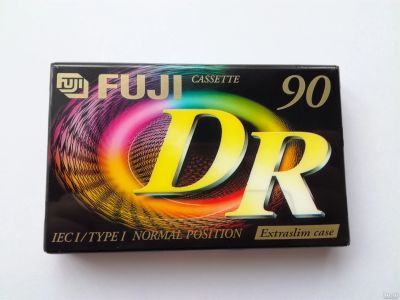 FUJI FUJI CASSETTE 90
DR
IEC I / TYPE I NORMAL POSITION Extraslim case